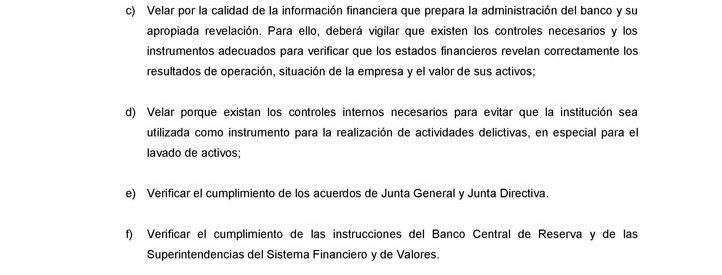 c) Velar por la calidad de la información financiera que prepara la administración del banco y su
apropiada revelación. Para ello, deberá vigilar que existen los controles necesarios y los
instrumentos adecuados para verificar que los estados financieros revelan correctamente los
resultados de operación, situación de la empresa y el valor de sus activos;
d) Velar porque existan los controles internos necesarios para evitar que la institución sea
utilizada como instrumento para la realización de actividades delictivas, en especial para el
lavado de activos;
e) Verificar el cumplimiento de los acuerdos de Junta General y Junta Directiva.
f) Verificar el cumplimiento de las instrucciones del Banco Central de Reserva y de las
Superintendencias del Sistema Financiero y de Valores.